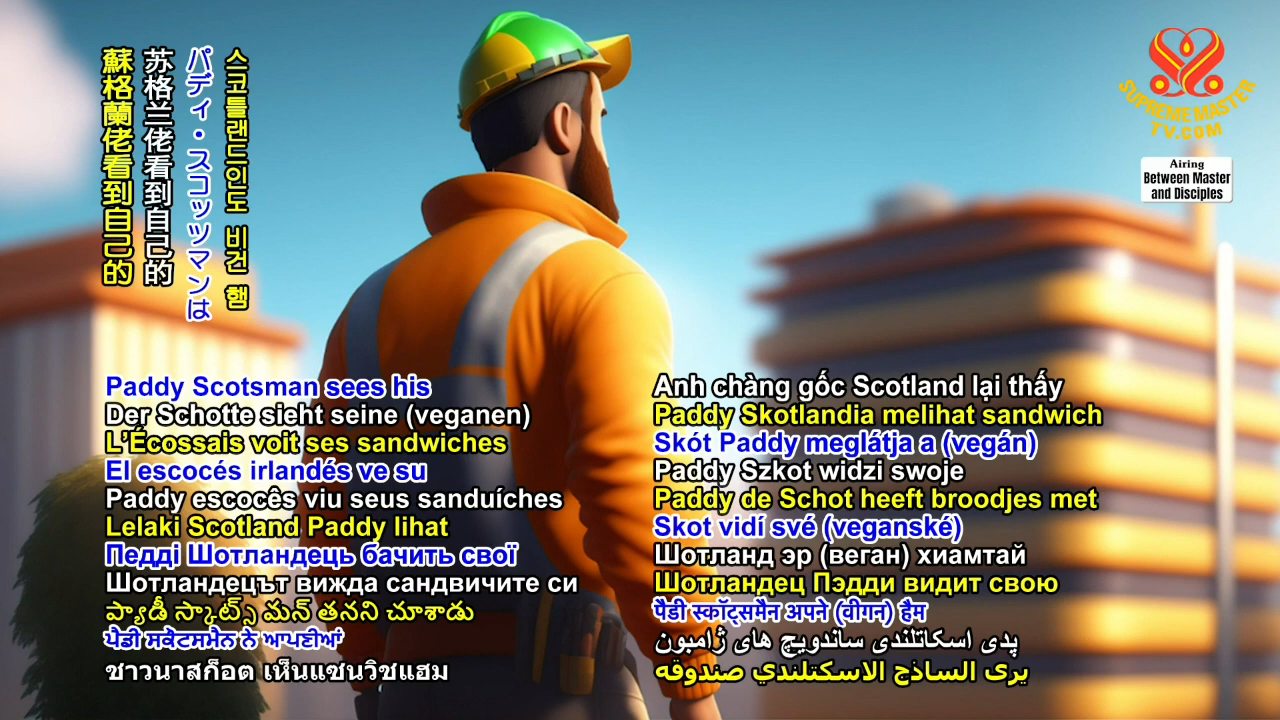 蘇格蘭佬看到自己的
苏格兰佬看到自己的
パディ・スコッツマンは
스코틀랜드인도 비건 햄
SUPREME MASTER
TV.COM
Airing
Between Master
and Disciples
Paddy Scotsman sees his
Der Schotte sieht seine (veganen)
L’Écossais voit ses sandwiches
El escocés irlandés ve su
Paddy escocês viu seus sanduíches
Lelaki Scotland Paddy lihat
Педді Шотландець бачить свої
Шотландецът вижда сандвичите си
ప్యాడీ స్కాట్స్ మన్ తనని చూశాడు
ਪੈਡੀ ਸਕੌਟਸਮੈਨ ਨੇ ਆਪਣੀਆਂ
ชาวนาสก็อต เห็นแซนวิชแฮม
Anh chàng gốc Scotland lại thấy
Paddy Skotlandia melihat sandwich
Skót Paddy meglátja a (vegán)
Paddy Szkot widzi swoje
Paddy de Schot heeft broodjes met
Skot vidí své (veganské)
Шотланд эр (веган) хиамтай
Шотландец Пэдди видит свою
पैडी स्कॉट्समैन अपने (वीगन) हैम
پدی اسکاتلندی ساندویچ های ژامبون
يرى الساذج الاسكتلندي صندوقه